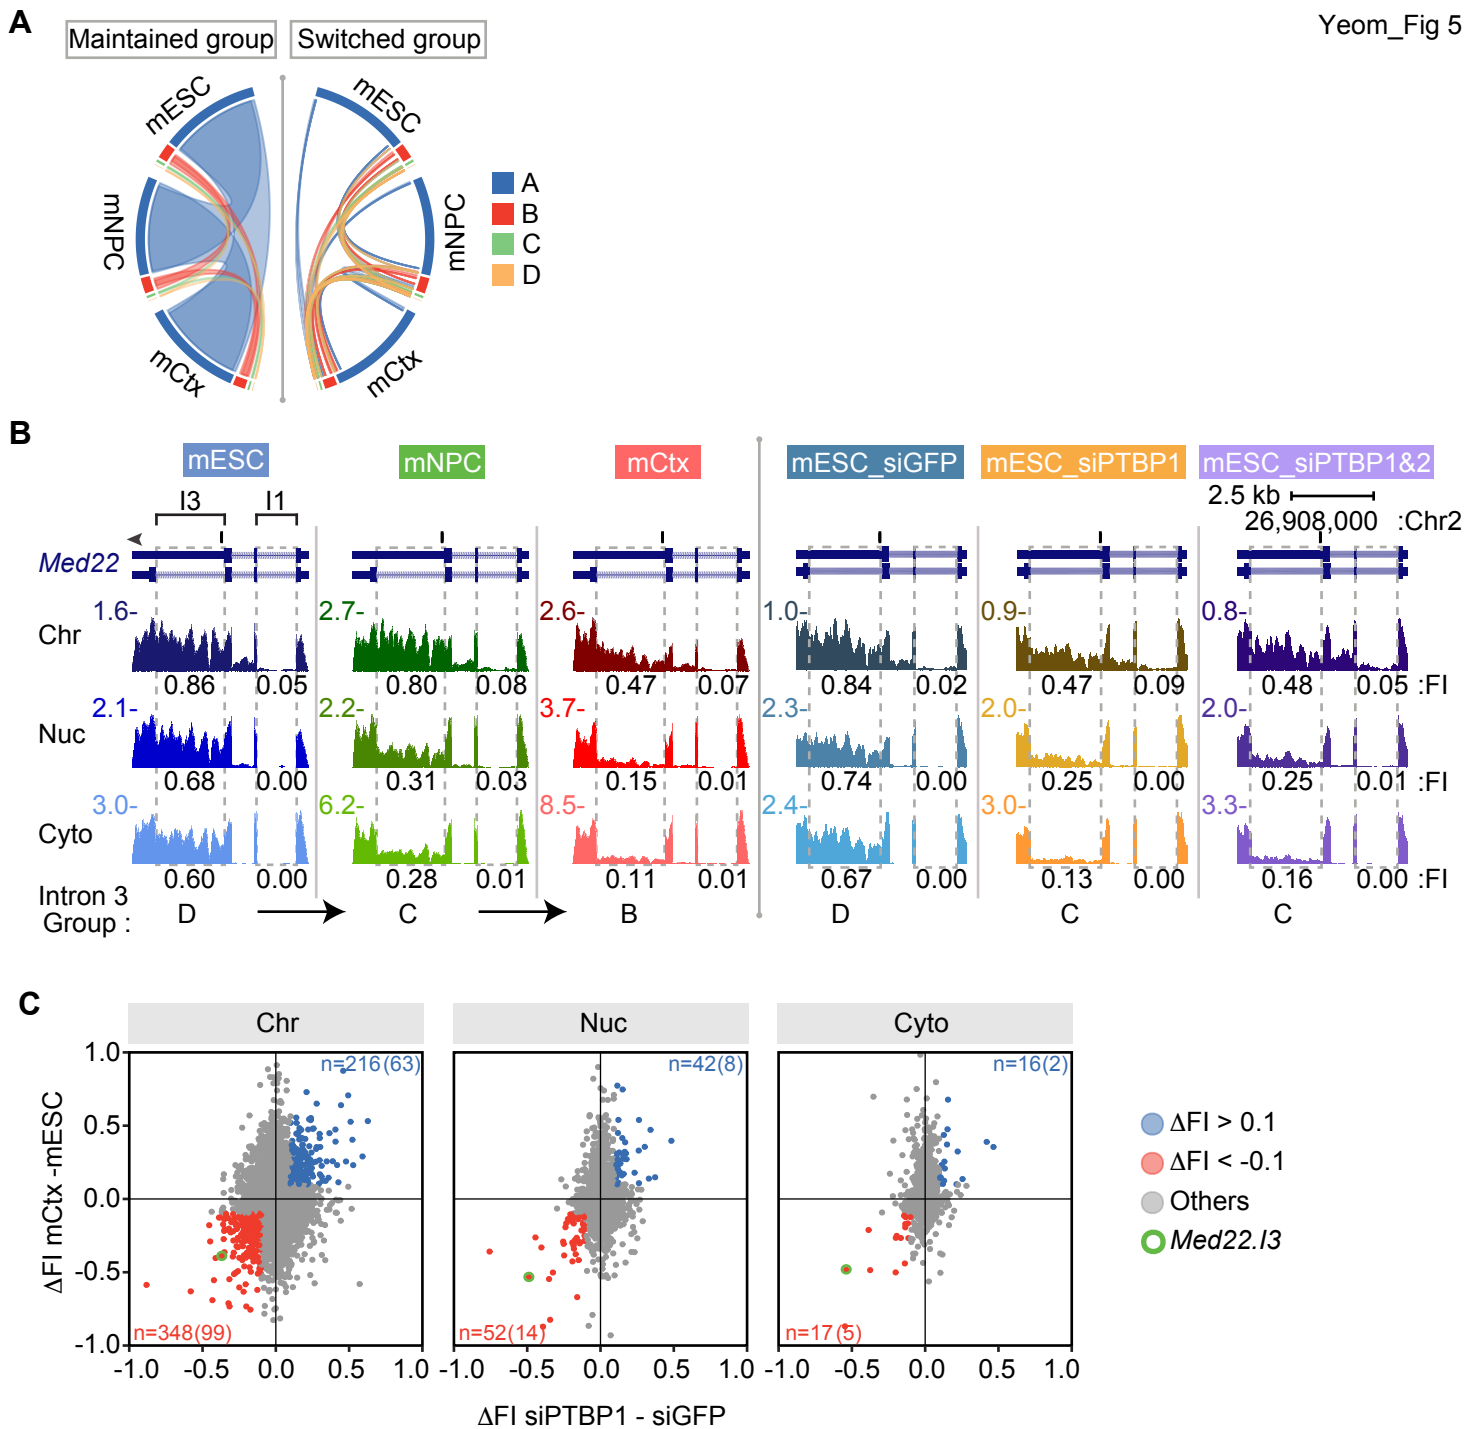 Yeom_Fig 5
A
Maintained group Switched group
mESC mESC
mNPC mNPC
mCtx mCtx
A
B
C
D
B
mESC mNPC mCtx mESC_siGFP mESC_siPTBP1 mESC_siPTBP1&2
I3 I1
2.5 kb
26,908,000 :Chr2
Med22
1.6- 2.7- 2.6- 1.0- 0.9- 0.8-
Chr
0.86 0.05 0.80 0.08 0.47 0.07 0.84 0.02 0.47 0.09 0.48 0.05 :FI
2.1- 2.2- 3.7- 2.3- 2.0- 2.0-
Nuc
0.68 0.00 0.31 0.03 0.15 0.01 0.74 0.00 0.25 0.00 0.25 0.01 :FI
3.0- 6.2- 8.5- 2.4- 3.0- 3.3-
Cyto
0.60 0.00 0.28 0.01 0.11 0.01 0.67 0.00 0.13 0.00 0.16 0.00 :FI
Intron 3
Group : D C B D C C
C
Chr Nuc Cyto
n=216(63) n=42(8) n=16(2)
1.0
0.5
0.0
-0.5
-1.0
ΔFI mCtx -mESC
n=348(99) n=52(14) n=17(5)
-1.0 -0.5 0.0 0.5 1.0 -1.0 -0.5 0.0 0.5 1.0 -1.0 -0.5 0.0 0.5 1.0
ΔFI siPTBP1 - siGFP
ΔFI > 0.1
ΔFI < -0.1
Others
Med22.I3